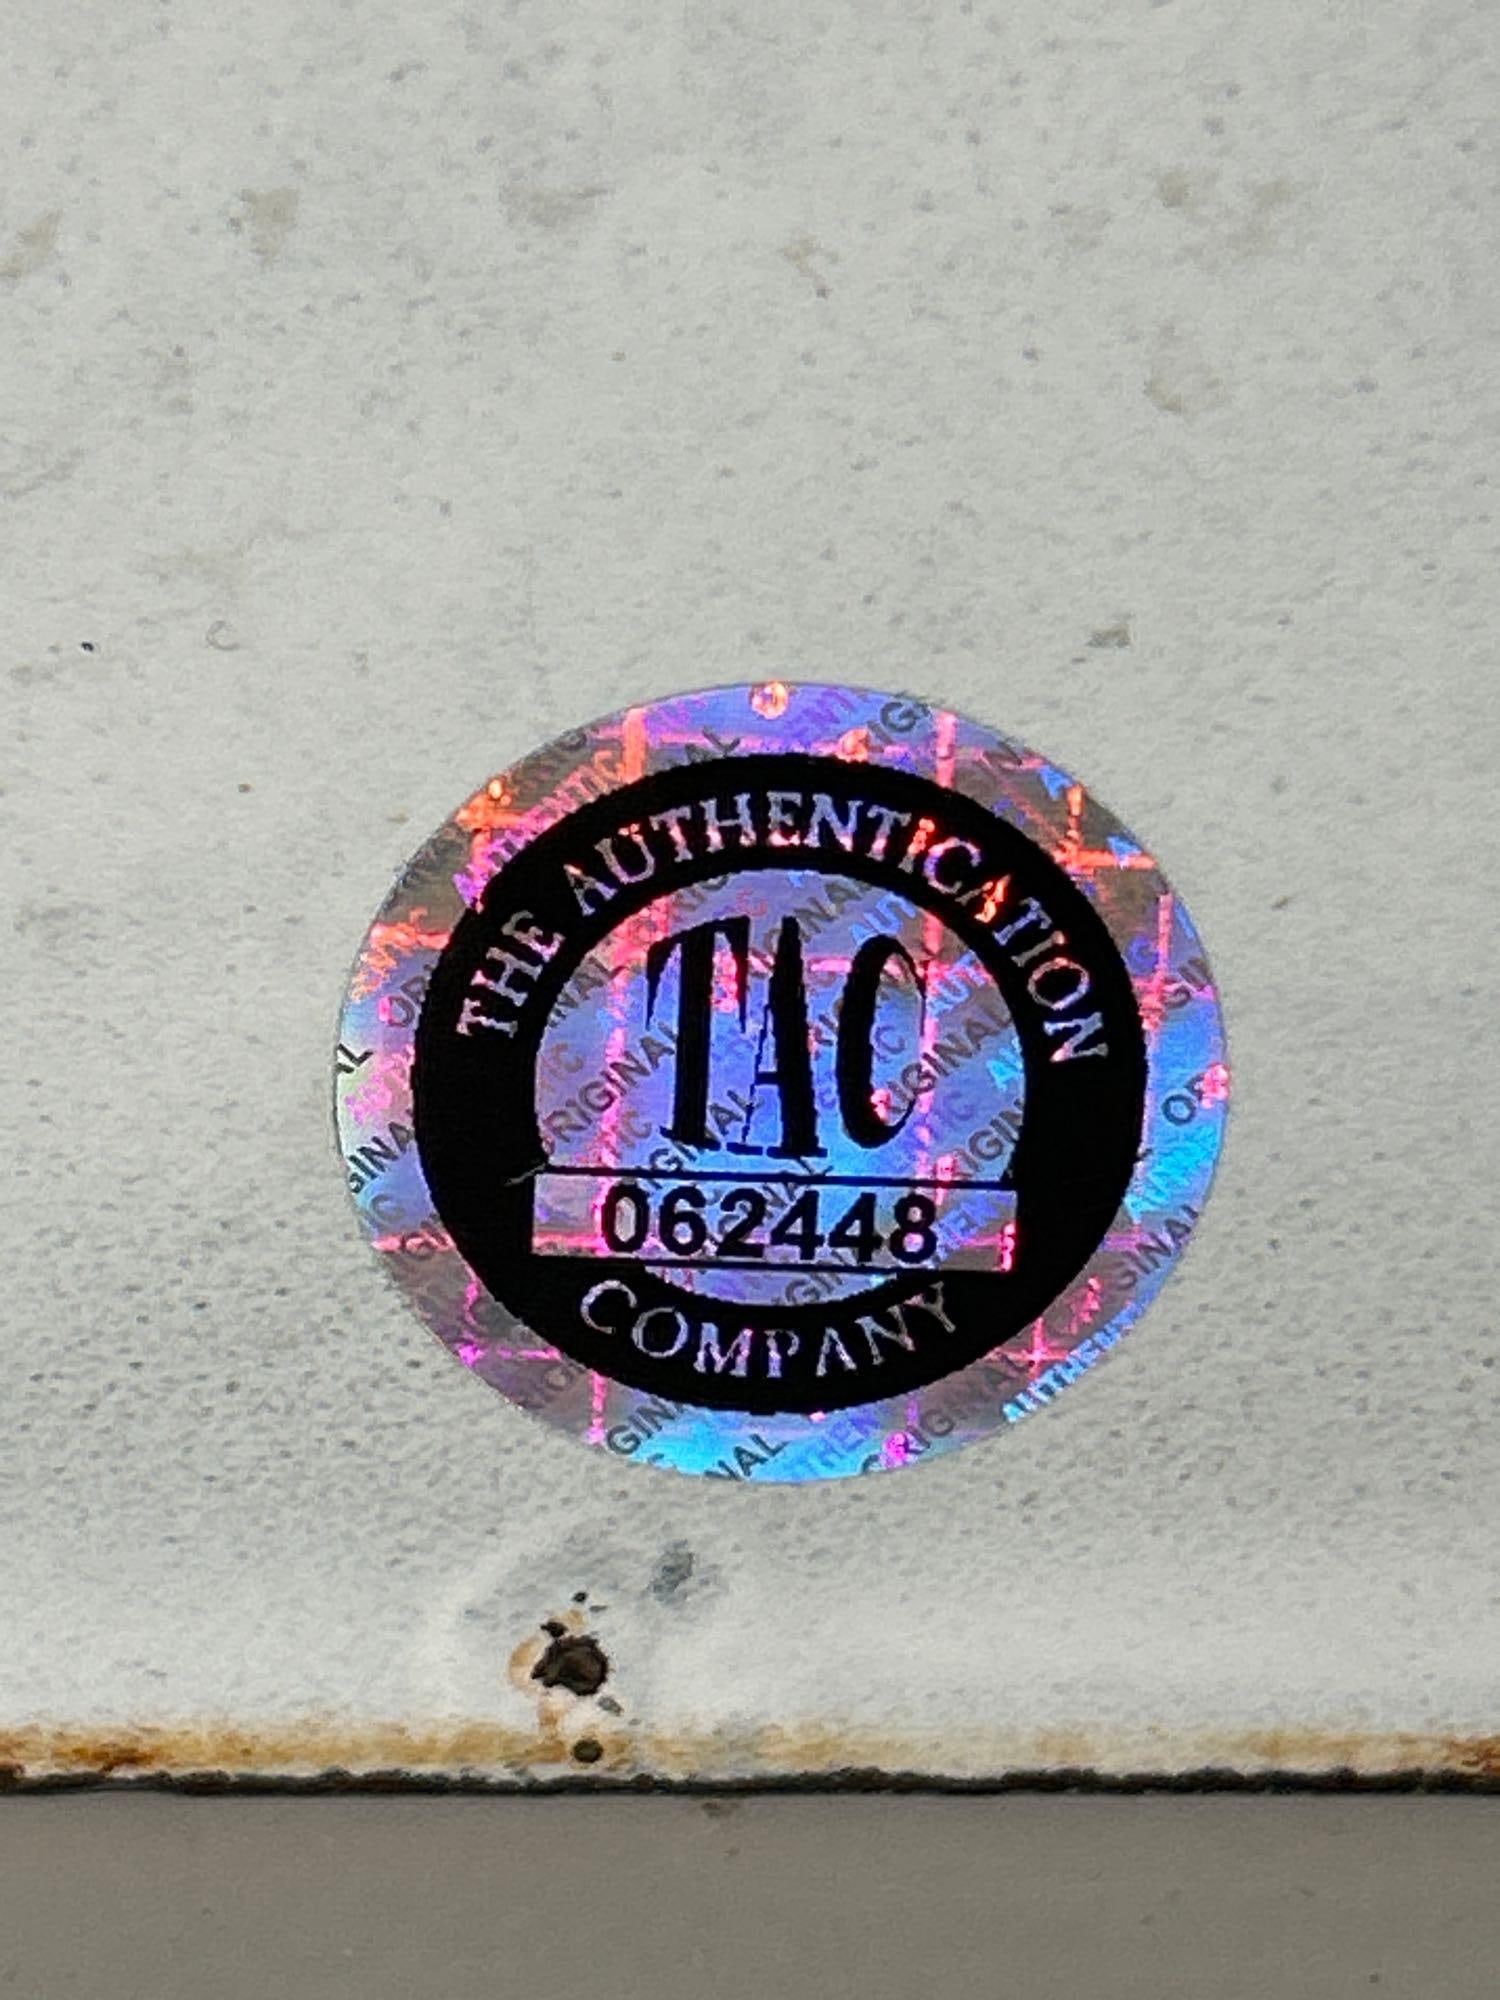 THE AUTHENTICATION
TAC
062448
COMPANY